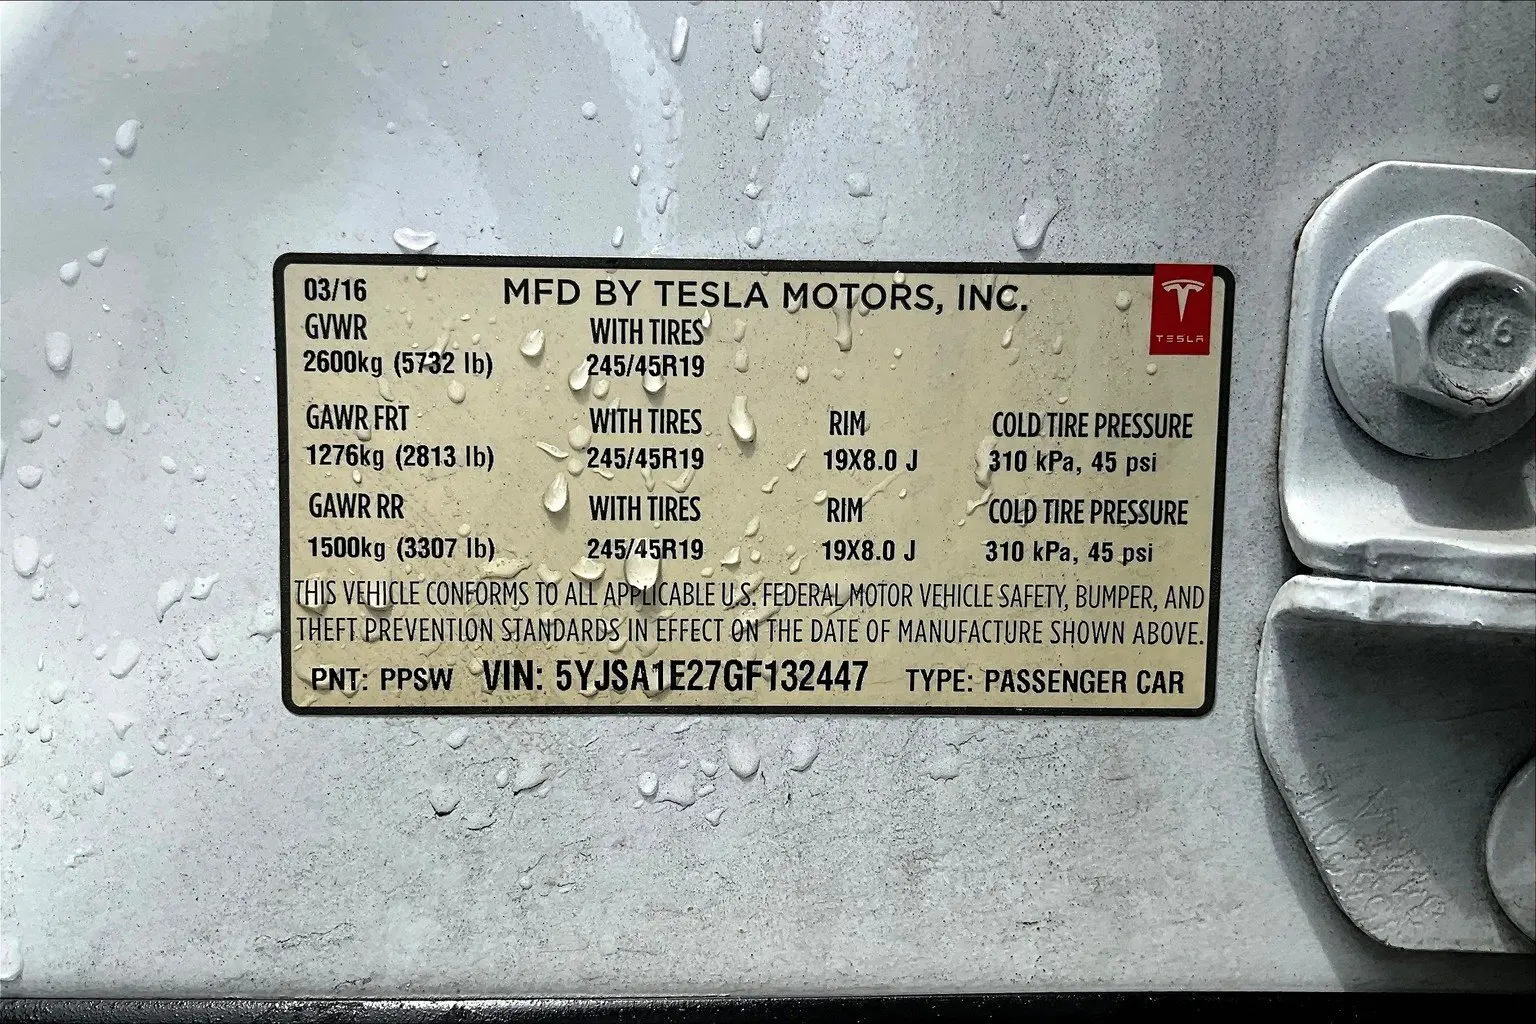 03/16 MFD BY TESLA MOTORS, INC.
TESLA
GVWR WITH TIRES
2600kg (5732 lb) 245/45R19
GAWR FRT WITH TIRES RIM COLD TIRE PRESSURE
1276kg (2813 lb) 245/45R19 19X8.0 J 310 kPa, 45 psi
GAWR RR WITH TIRES RIM COLD TIRE PRESSURE
1500kg (3307 lb) 245/45R19 19X8.0 J 310 kPa, 45 psi
THIS VEHICLE CONFORMS TO ALL APPLICABLE U.S. FEDERAL MOTOR VEHICLE SAFETY, BUMPER, AND
THEFT PREVENTION STANDARDS IN EFFECT ON THE DATE OF MANUFACTURE SHOWN ABOVE.
PNT: PPSW VIN: 5YJSA1E27GF132447 TYPE: PASSENGER CAR